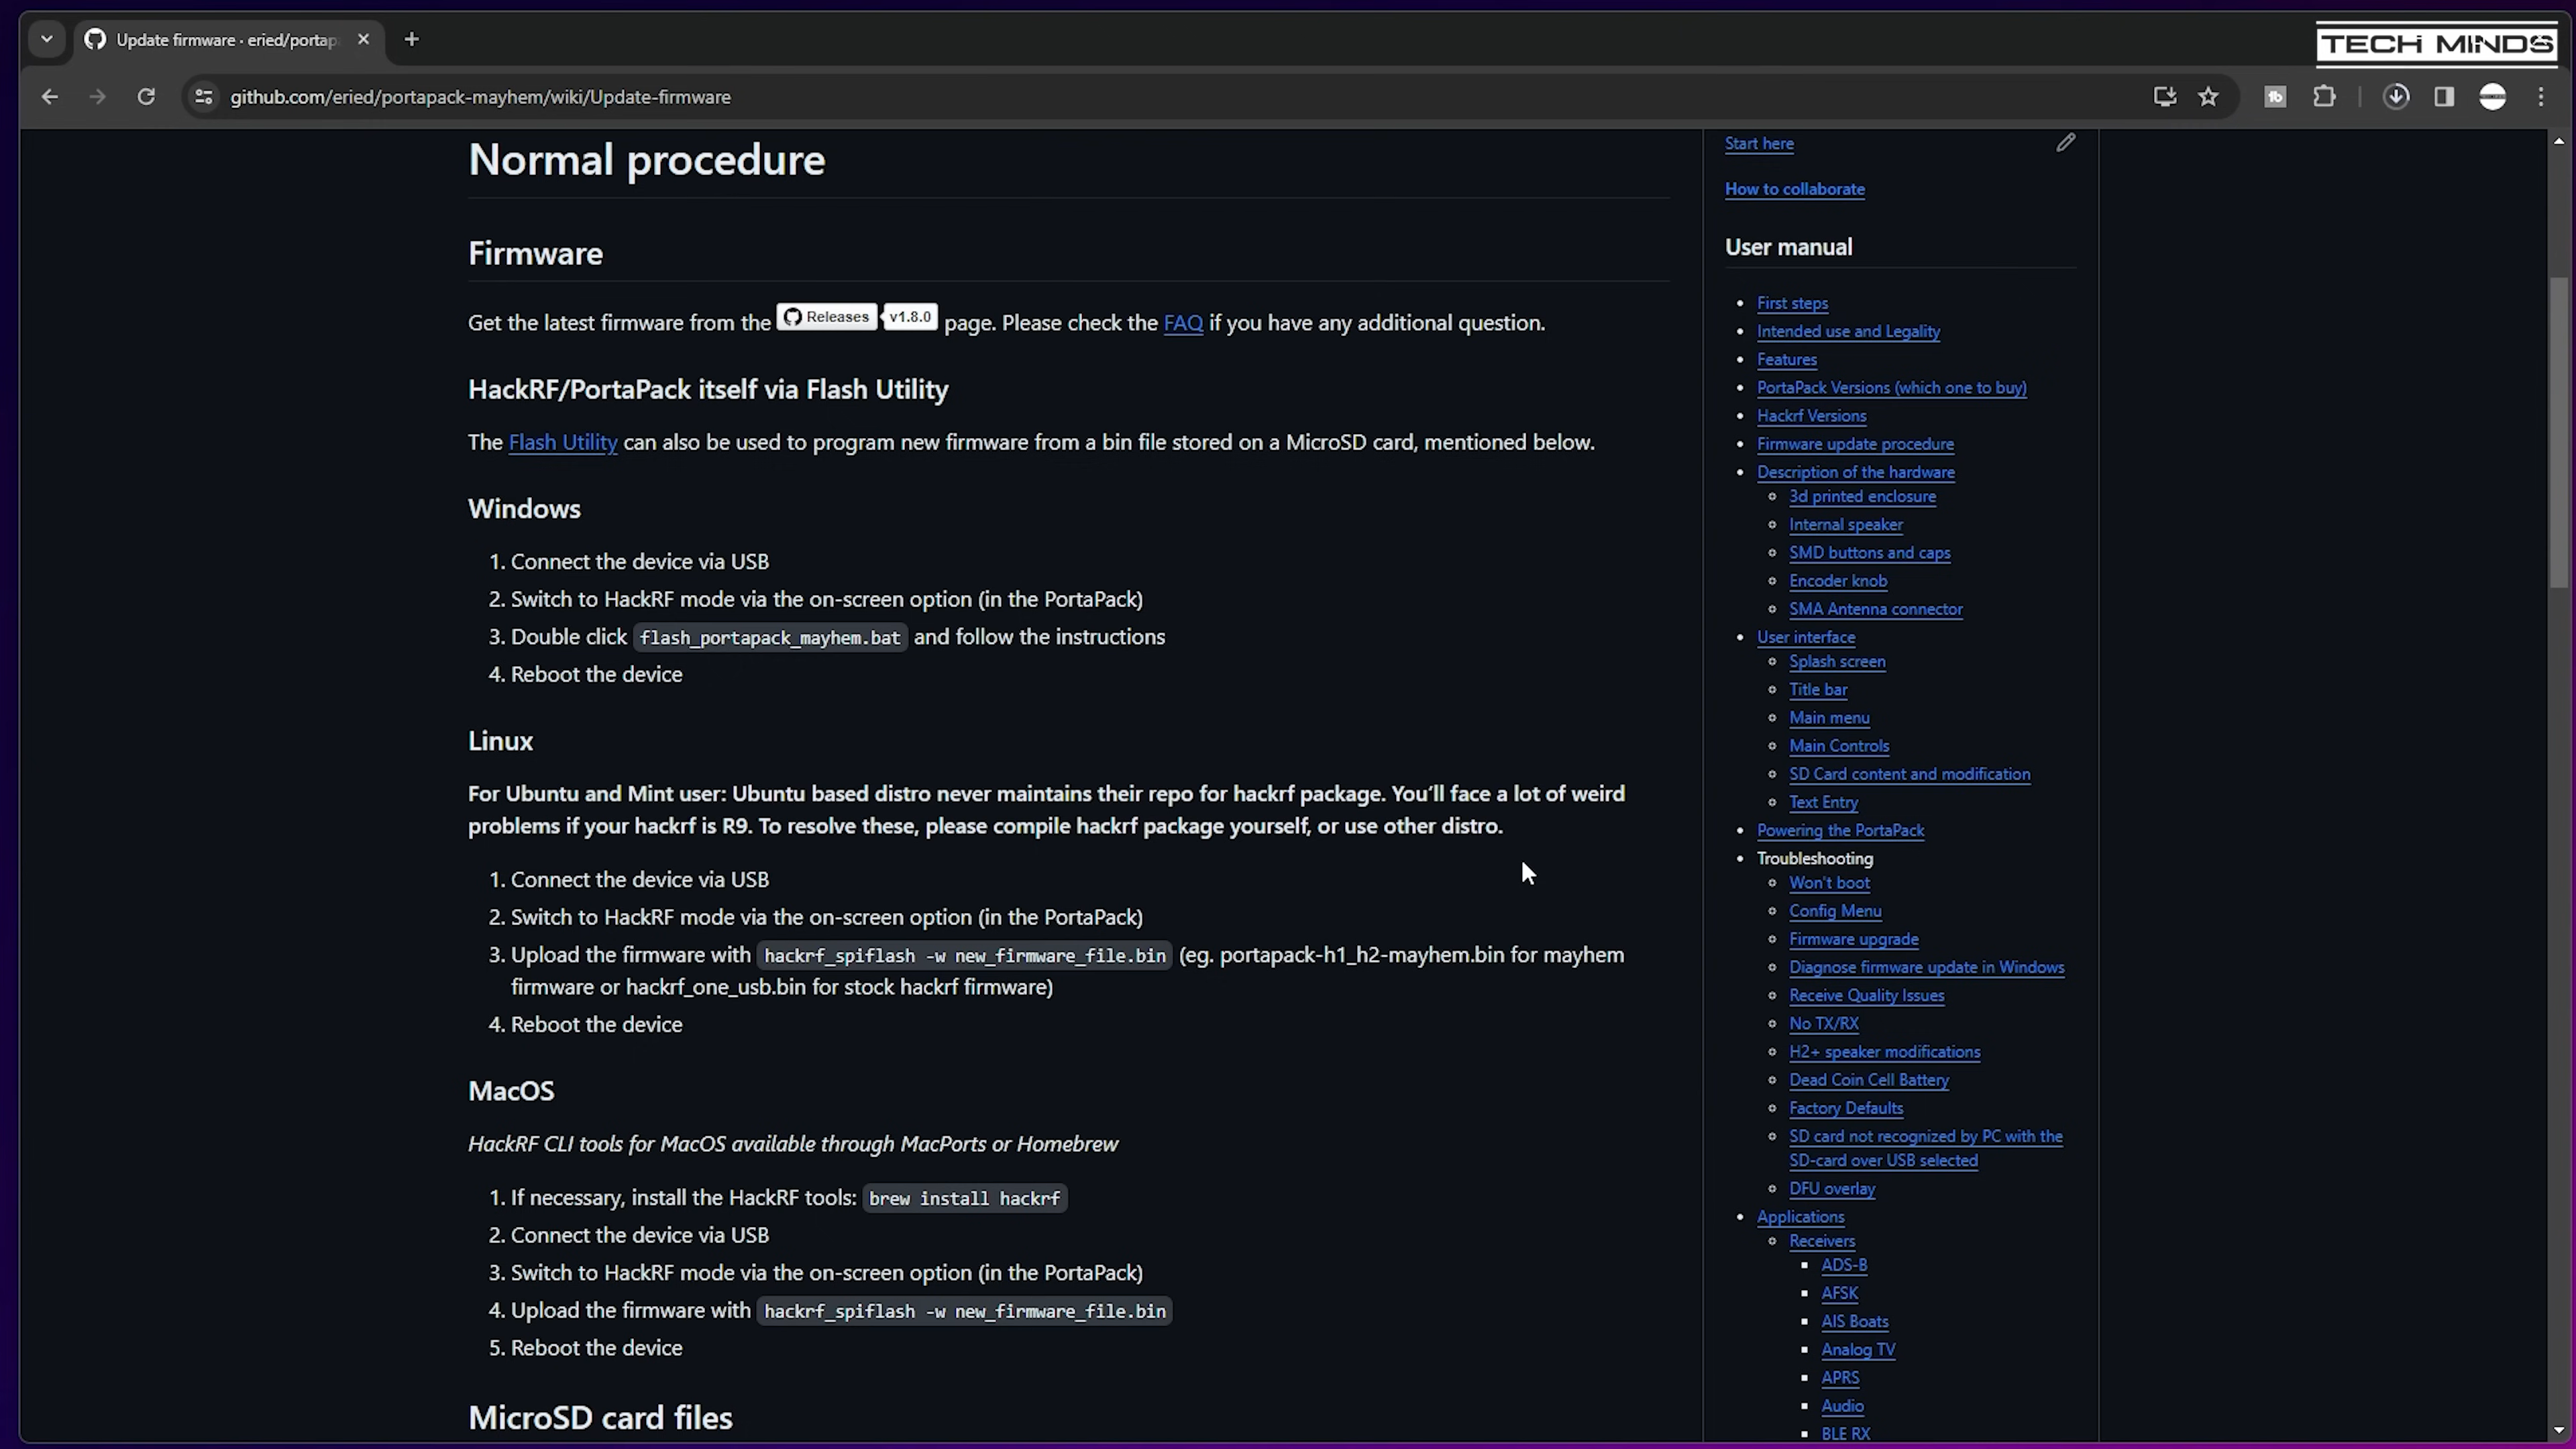 Update firmware · eried/portap
TECH MINDS
github.com/eried/portapack-mayhem/wiki/Update-firmware
Normal procedure
Firmware
Get the latest firmware from the Releases v1.8.0 page. Please check the FAQ if you have any additional question.
HackRF/PortaPack itself via Flash Utility
The Flash Utility can also be used to program new firmware from a bin file stored on a MicroSD card, mentioned below.
Windows
1. Connect the device via USB
2. Switch to HackRF mode via the on-screen option (in the PortaPack)
3. Double click flash_portapack_mayhem.bat and follow the instructions
4. Reboot the device
Linux
For Ubuntu and Mint user: Ubuntu based distro never maintains their repo for hackrf package. You'll face a lot of weird
problems if your hackrf is R9. To resolve these, please compile hackrf package yourself, or use other distro.
1. Connect the device via USB
2. Switch to HackRF mode via the on-screen option (in the PortaPack)
3. Upload the firmware with hackrf_spiflash -w new_firmware_file.bin (eg. portapack-h1_h2-mayhem.bin for mayhem
firmware or hackrf_one_usb.bin for stock hackrf firmware)
4. Reboot the device
MacOS
HackRF CLI tools for MacOS available through MacPorts or Homebrew
1. If necessary, install the HackRF tools: brew install hackrf
2. Connect the device via USB
3. Switch to HackRF mode via the on-screen option (in the PortaPack)
4. Upload the firmware with hackrf_spiflash -w new_firmware_file.bin
5. Reboot the device
MicroSD card files
Start here
How to collaborate
User manual
First steps
Intended use and Legality
Features
PortaPack Versions (which one to buy)
Hackrf Versions
Firmware update procedure
Description of the hardware
3d printed enclosure
Internal speaker
SMD buttons and caps
Encoder knob
SMA Antenna connector
User interface
Splash screen
Title bar
Main menu
Main Controls
SD Card content and modification
Text Entry
Powering the PortaPack
Troubleshooting
Won't boot
Config Menu
Firmware upgrade
Diagnose firmware update in Windows
Receive Quality Issues
No TX/RX
H2+ speaker modifications
Dead Coin Cell Battery
Factory Defaults
SD card not recognized by PC with the
SD-card over USB selected
DFU overlay
Applications
Receivers
ADS-B
AFSK
AIS Boats
Analog TV
APRS
Audio
BLE RX